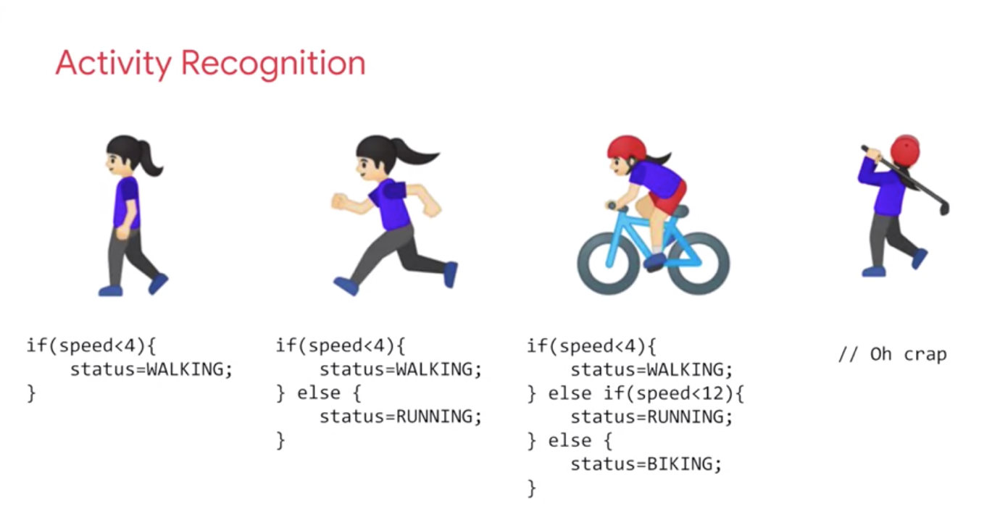 Activity Recognition
if(speed<4){
    status=WALKING;
}
if(speed<4){
    status=WALKING;
} else {
    status=RUNNING;
}
if(speed<4){
    status=WALKING;
} else if(speed<12){
    status=RUNNING;
} else {
    status=BIKING;
}
// Oh crap